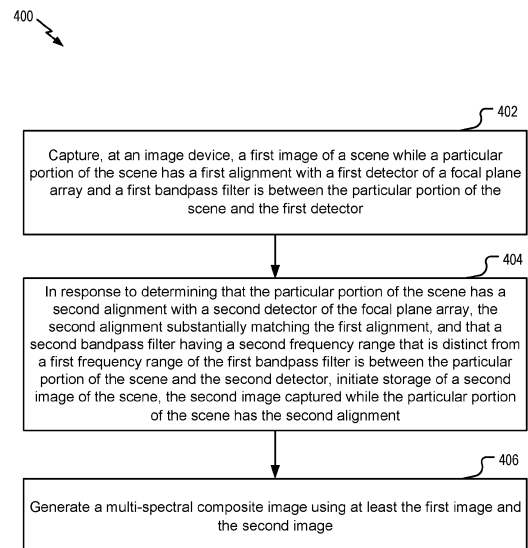 400
402
Capture, at an image device, a first image of a scene while a particular
portion of the scene has a first alignment with a first detector of a focal plane
array and a first bandpass filter is between the particular portion of the
scene and the first detector
404
In response to determining that the particular portion of the scene has a
second alignment with a second detector of the focal plane array, the
second alignment substantially matching the first alignment, and that a
second bandpass filter having a second frequency range that is distinct from
a first frequency range of the first bandpass filter is between the particular
portion of the scene and the second detector, initiate storage of a second
image of the scene, the second image captured while the particular portion
of the scene has the second alignment
406
Generate a multi-spectral composite image using at least the first image and
the second image